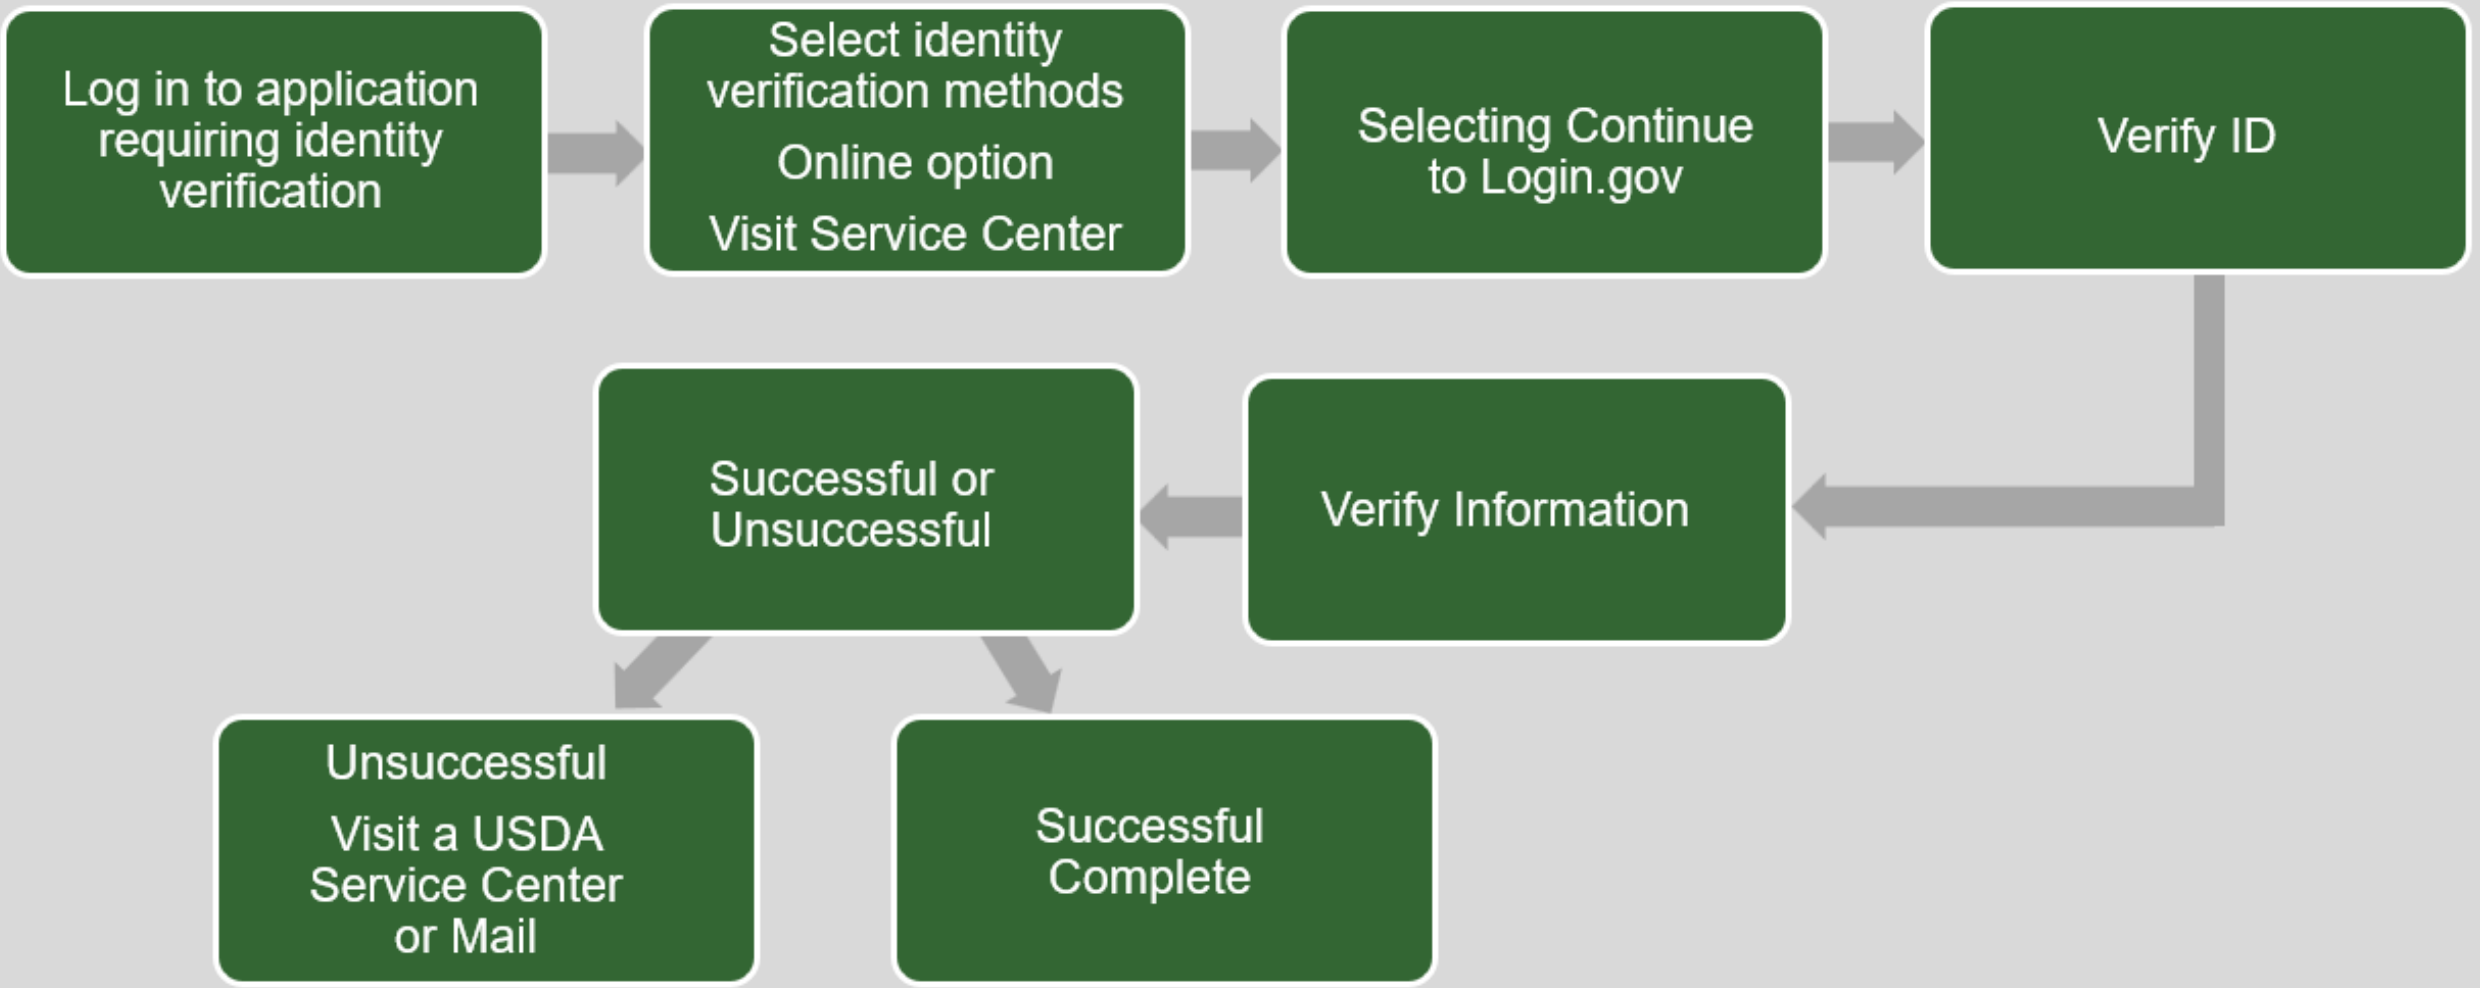 Log in to application
requiring identity
verification
Select identity
verification methods
Online option
Visit Service Center
Selecting Continue
to Login.gov
Verify ID
Verify Information
Successful or
Unsuccessful
Unsuccessful
Visit a USDA
Service Center
or Mail
Successful
Complete